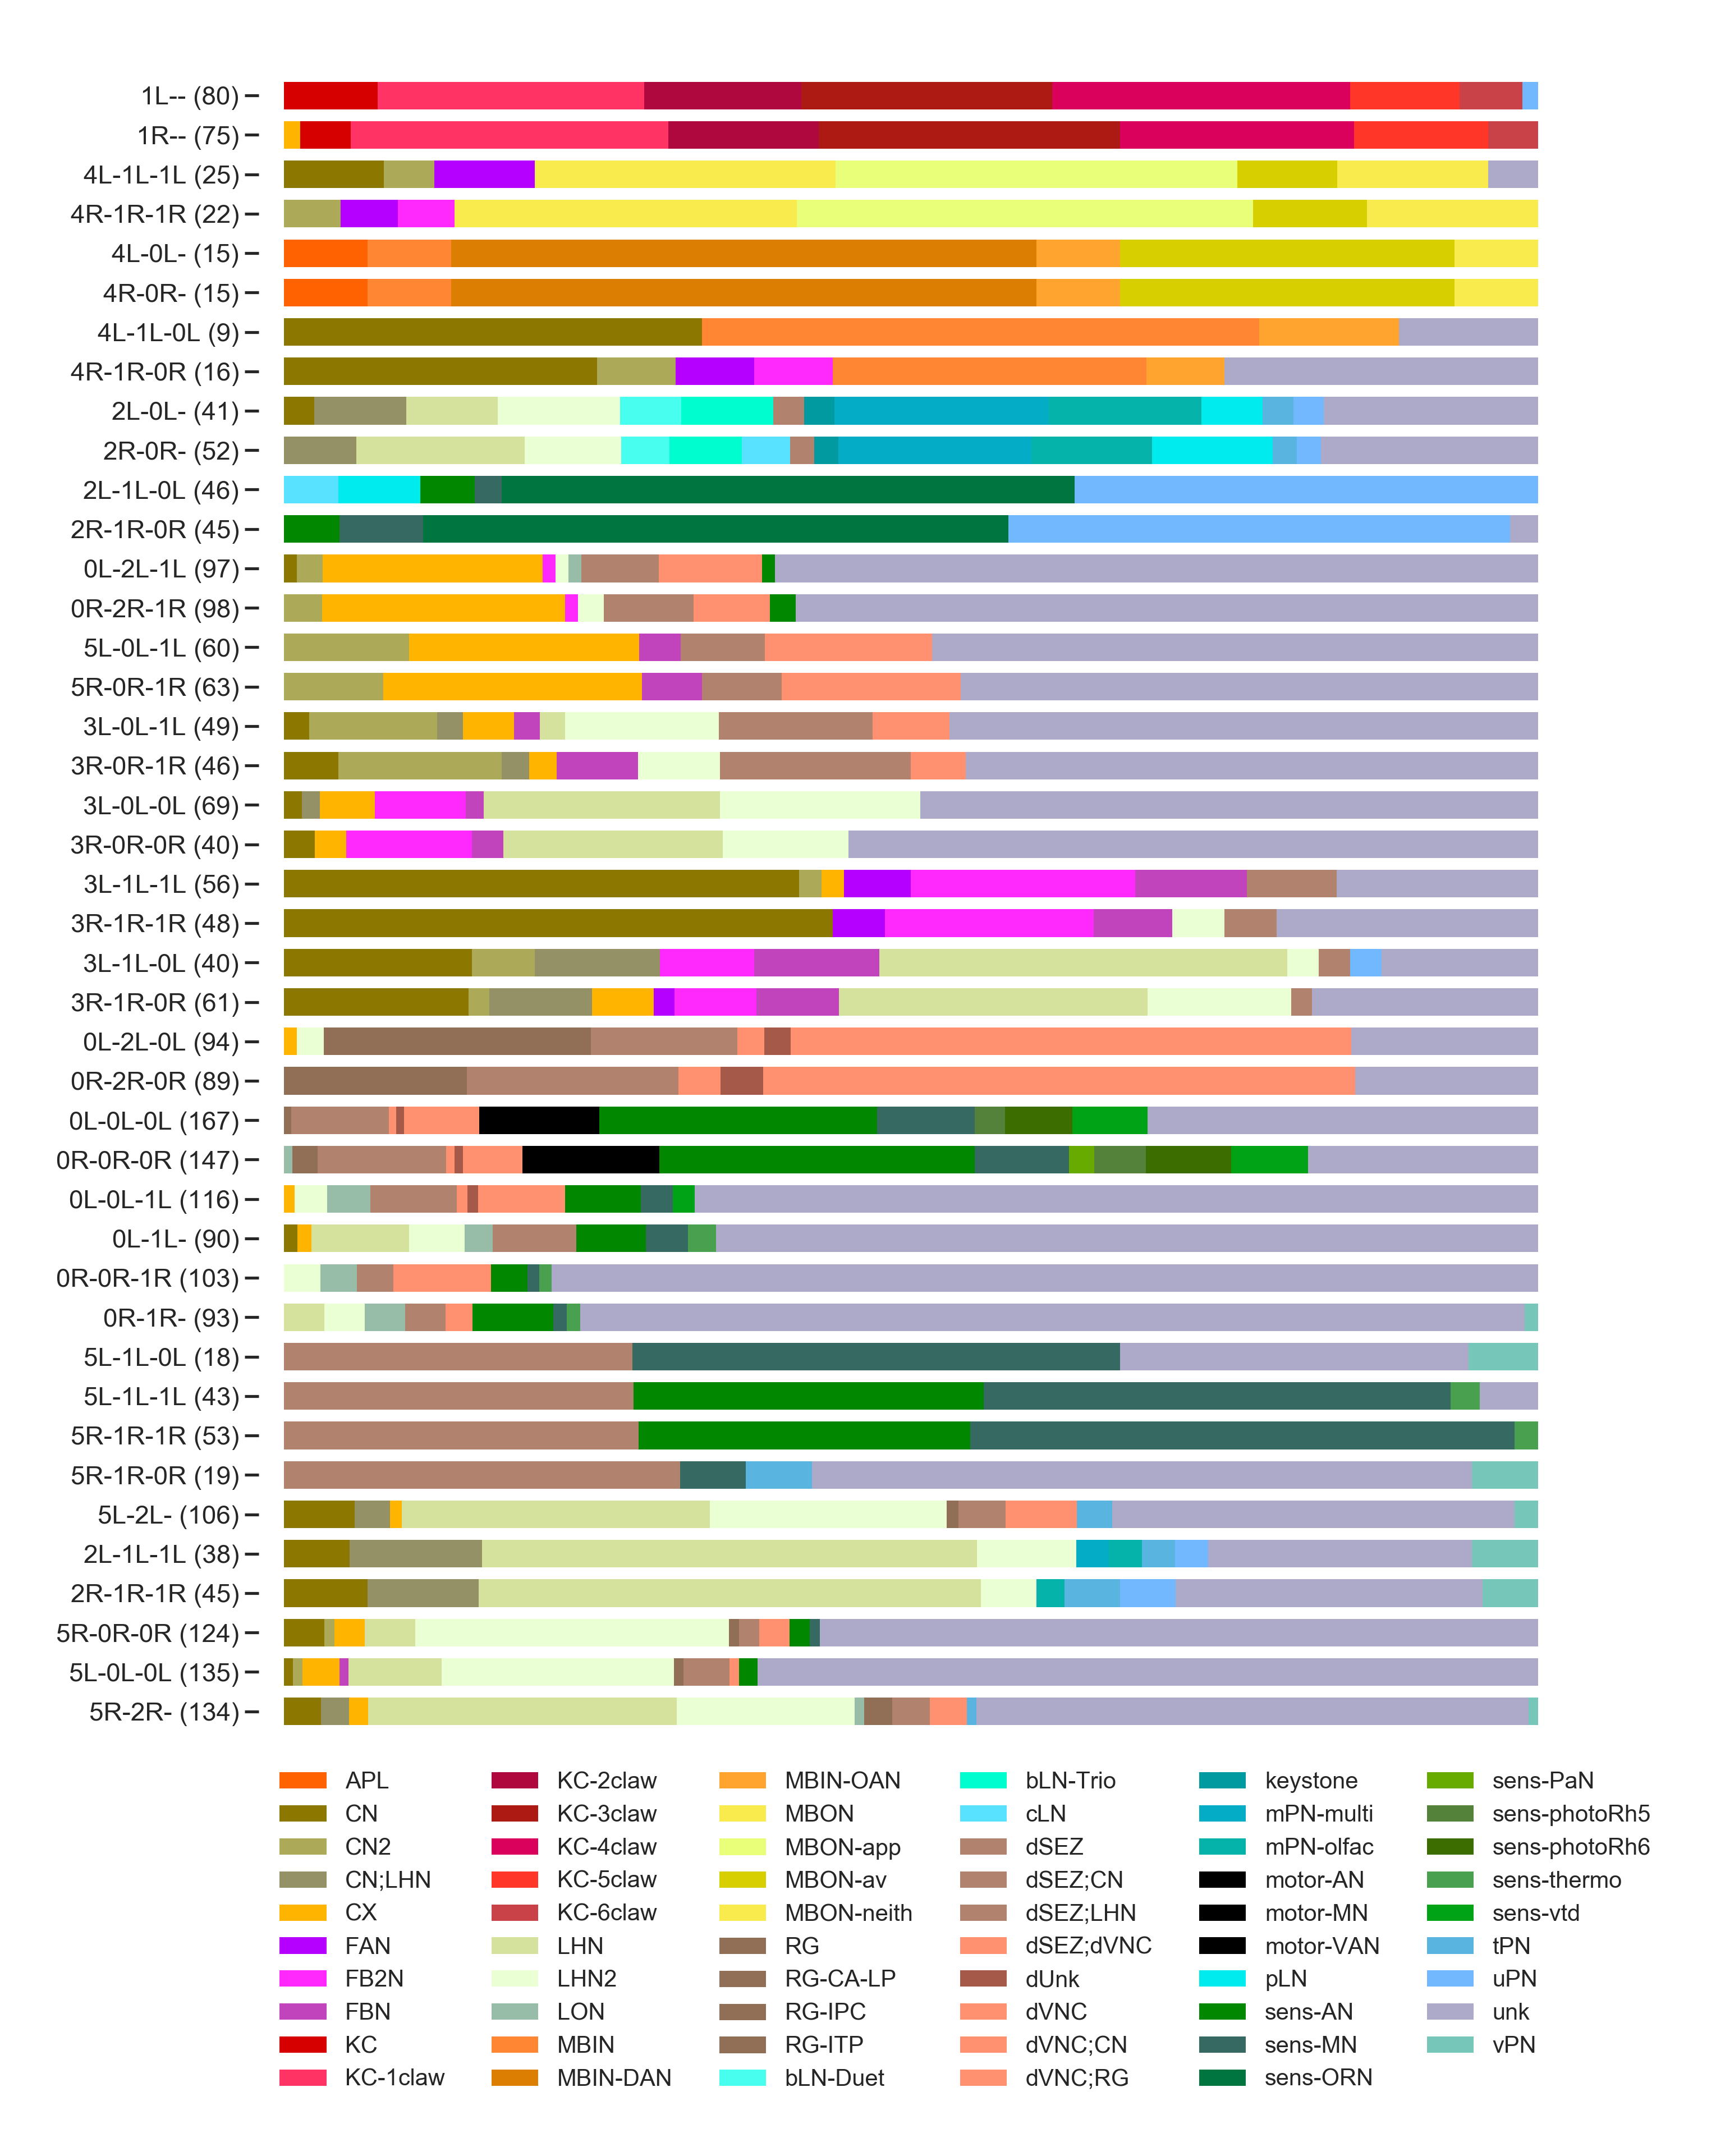 1L-- (80)
1R-- (75)
4L-1L-1L (25)
4R-1R-1R (22)
4L-0L- (15)
4R-0R- (15)
4L-1L-0L (9)
4R-1R-0R (16)
2L-0L- (41)
2R-0R- (52)
2L-1L-0L (46)
2R-1R-0R (45)
0L-2L-1L (97)
0R-2R-1R (98)
5L-0L-1L (60)
5R-0R-1R (63)
3L-0L-1L (49)
3R-0R-1R (46)
3L-0L-0L (69)
3R-0R-0R (40)
3L-1L-1L (56)
3R-1R-1R (48)
3L-1L-0L (40)
3R-1R-0R (61)
0L-2L-0L (94)
0R-2R-0R (89)
0L-0L-0L (167)
0R-0R-0R (147)
0L-0L-1L (116)
0L-1L- (90)
0R-0R-1R (103)
0R-1R- (93)
5L-1L-0L (18)
5L-1L-1L (43)
5R-1R-1R (53)
5R-1R-0R (19)
5L-2L- (106)
2L-1L-1L (38)
2R-1R-1R (45)
5R-0R-0R (124)
5L-0L-0L (135)
5R-2R- (134)
APL
CN
CN2
CN;LHN
CX
FAN
FB2N
FBN
KC
KC-1claw
KC-2claw
KC-3claw
KC-4claw
KC-5claw
KC-6claw
LHN
LHN2
LON
MBIN
MBIN-DAN
MBIN-OAN
MBON
MBON-app
MBON-av
MBON-neith
RG
RG-CA-LP
RG-IPC
RG-ITP
bLN-Duet
bLN-Trio
cLN
dSEZ
dSEZ;CN
dSEZ;LHN
dSEZ;dVNC
dUnk
dVNC
dVNC;CN
dVNC;RG
keystone
mPN-multi
mPN-olfac
motor-AN
motor-MN
motor-VAN
pLN
sens-AN
sens-MN
sens-ORN
sens-PaN
sens-photoRh5
sens-photoRh6
sens-thermo
sens-vtd
tPN
uPN
unk
vPN